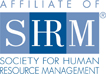 AFFILIATE OF
SHRM®
SOCIETY FOR HUMAN
RESOURCE MANAGEMENT